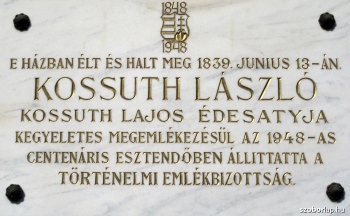 1848
1948
E HÁZBAN ÉLT ÉS HALT MEG 1839. JUNIUS 13-ÁN.
KOSSUTH LÁSZLÓ
KOSSUTH LAJOS ÉDESATYJA
KEGYELETES MEGEMLÉKEZÉSÜL AZ 1948-AS
CENTENÁRIS ESZTENDŐBEN ÁLLITTATTA A
TÖRTÉNELMI EMLÉKBIZOTTSÁG.
szoborlap.hu